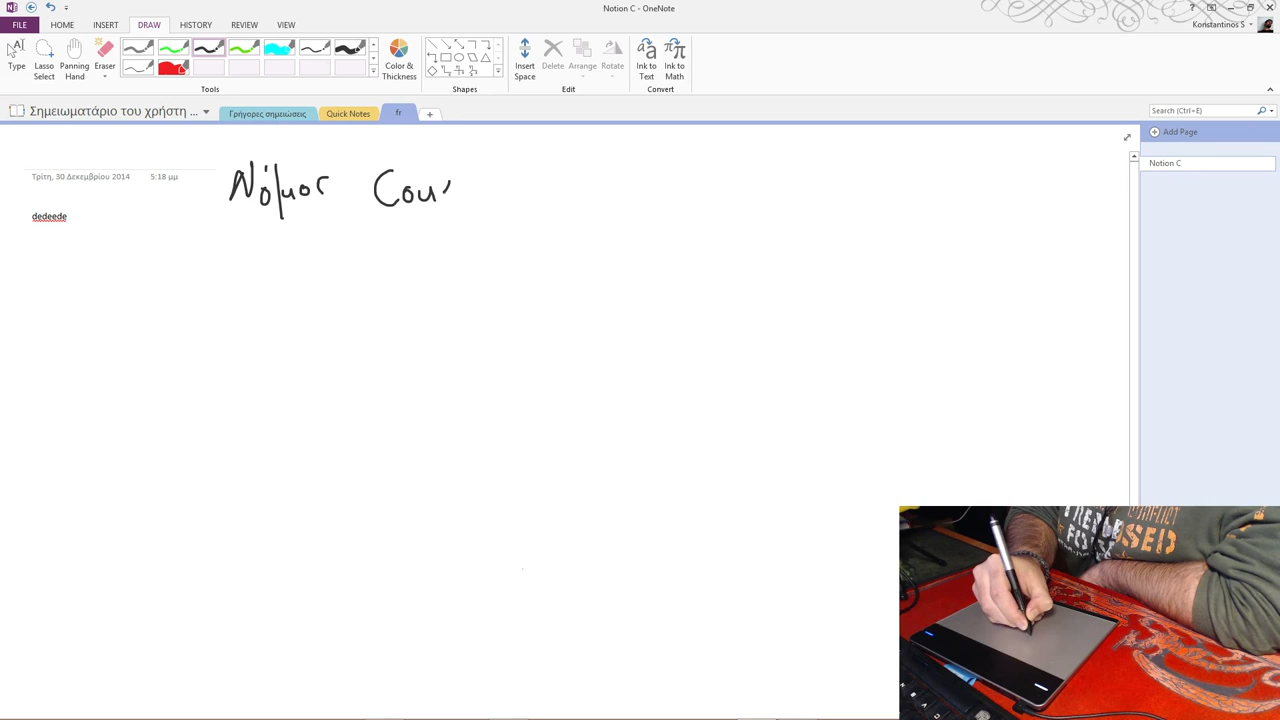 Notion C - OneNote
FILE HOME INSERT DRAW HISTORY REVIEW VIEW
Konstantinos S
Type
Lasso Select
Panning Hand
Eraser
Color & Thickness
Insert Space
Delete
Arrange
Rotate
Ink to Text
Ink to Math
Tools Shapes Edit Convert
Σημειωματάριο του χρήστη ...
Γρήγορες σημειώσεις
Quick Notes
fr
Search (Ctrl+E)
Add Page
Notion C
Τρίτη, 30 Δεκεμβρίου 2014 5:18 μμ
Νόμος Cou
dedeede